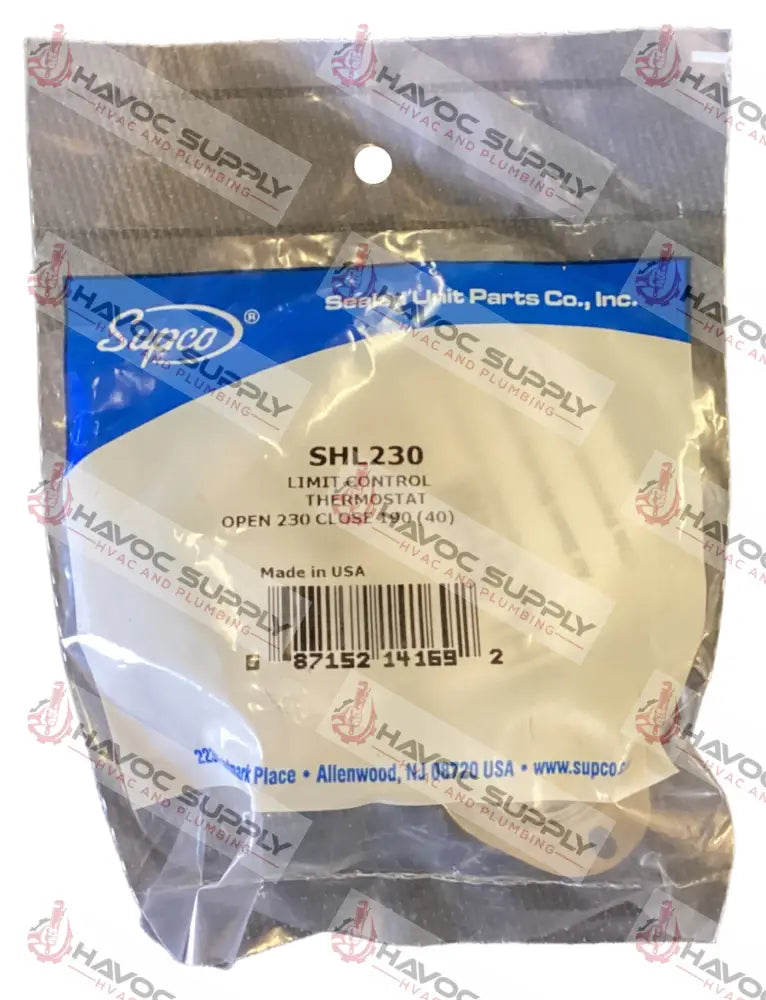 Supco®
Sealed Unit Parts Co., Inc.
SHL230
LIMIT CONTROL
THERMOSTAT
OPEN 230 CLOSE 190 (40)
Made in USA
87152 14169 2
Place • Allenwood, NJ 08720 USA • www.supco.
HAVOC SUPPLY
HVAC AND PLUMBING